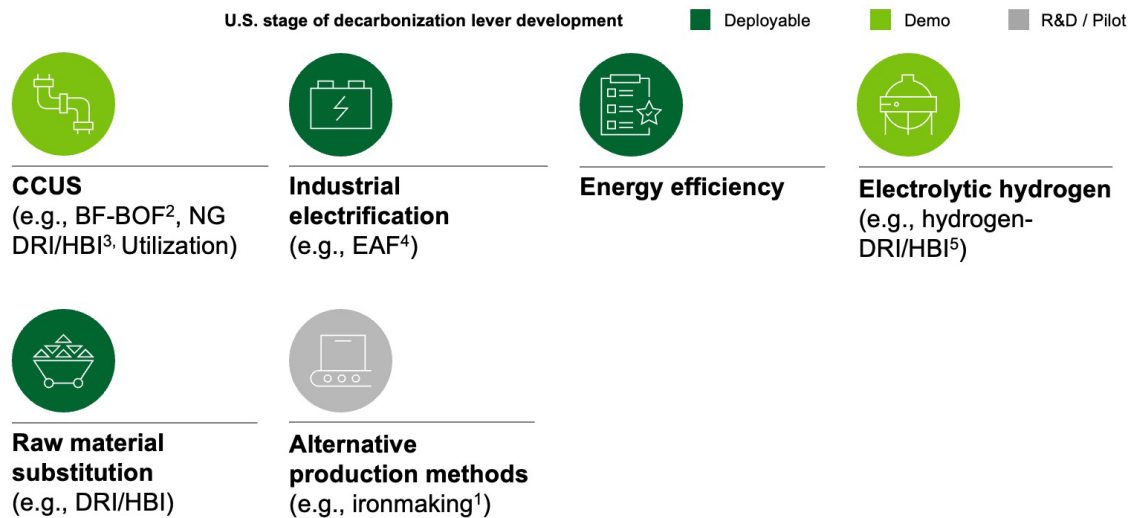 U.S. stage of decarbonization lever development
Deployable
Demo
R&D / Pilot
CCUS
(e.g., BF-BOF², NG
DRI/HBI³, Utilization)
Industrial
electrification
(e.g., EAF⁴)
Energy efficiency
Electrolytic hydrogen
(e.g., hydrogen-
DRI/HBI⁵)
Raw material
substitution
(e.g., DRI/HBI)
Alternative
production methods
(e.g., ironmaking¹)